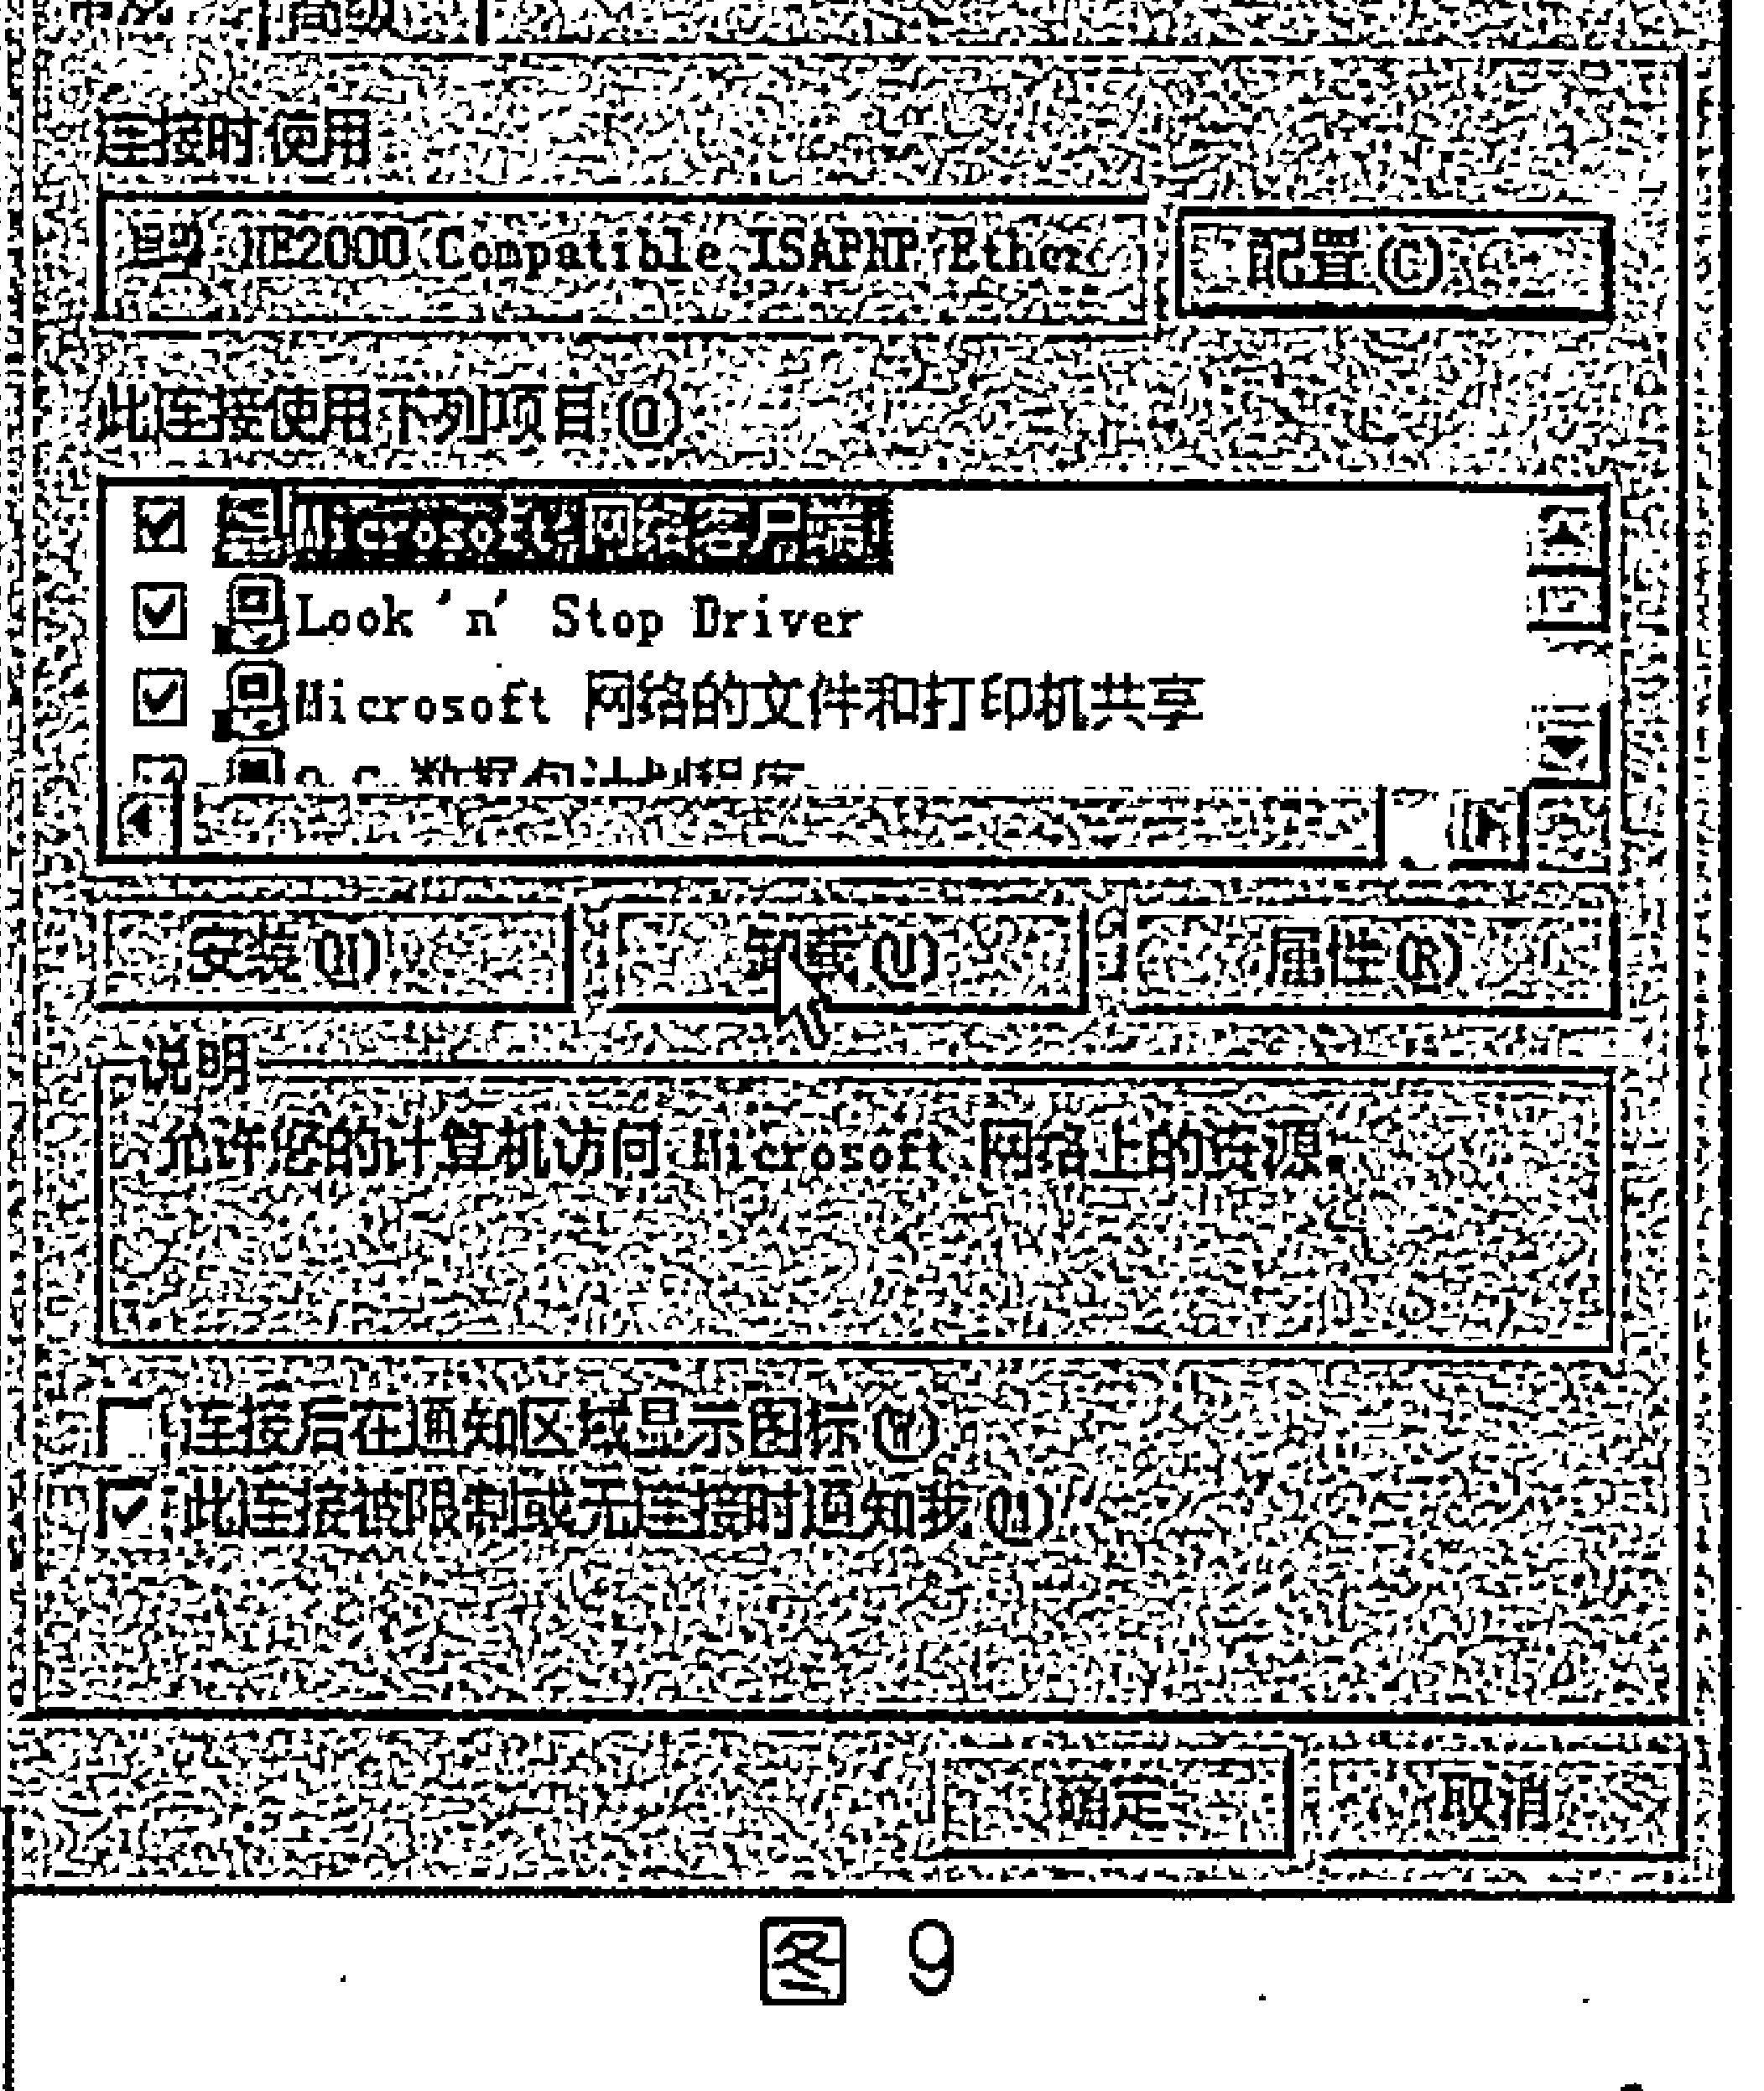 常规 高级
连接时使用
NE2000 Compatible ISAPNP Ether 配置(C)
此连接使用下列项目(O)
Microsoft 网络客户端
Look 'n' Stop Driver
Microsoft 网络的文件和打印机共享
安装(N) 卸载(U) 属性(R)
说明
允许您的计算机访问 Microsoft 网络上的资源。
连接后在通知区域显示图标(W)
此连接被限制或无连接时通知我(M)
确定 取消
图 9